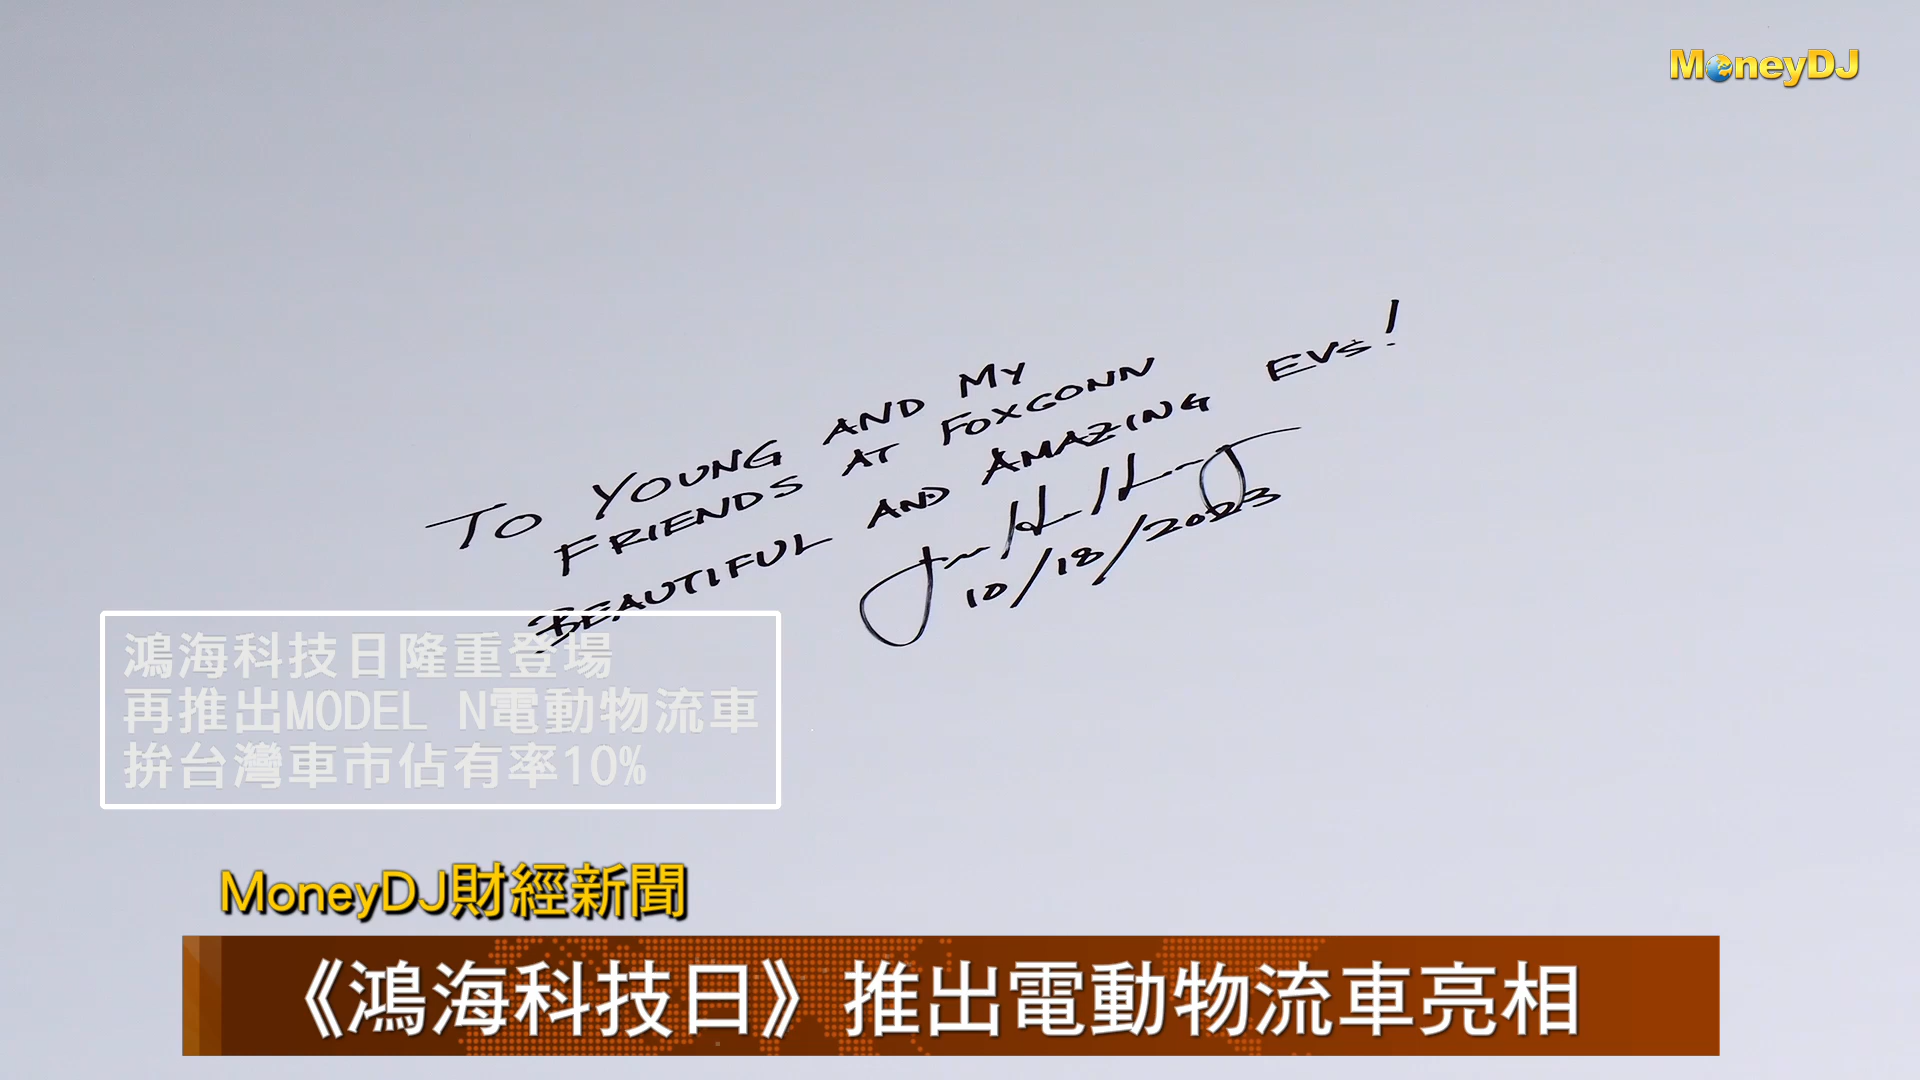 MoneyDJ
TO YOUNG AND MY
FRIENDS AT FOXCONN
BEAUTIFUL AND AMAZING EVs!
10/18/2023
鴻海科技日隆重登場
再推出MODEL N電動物流車
拚台灣車市佔有率10%
MoneyDJ財經新聞
《鴻海科技日》推出電動物流車亮相